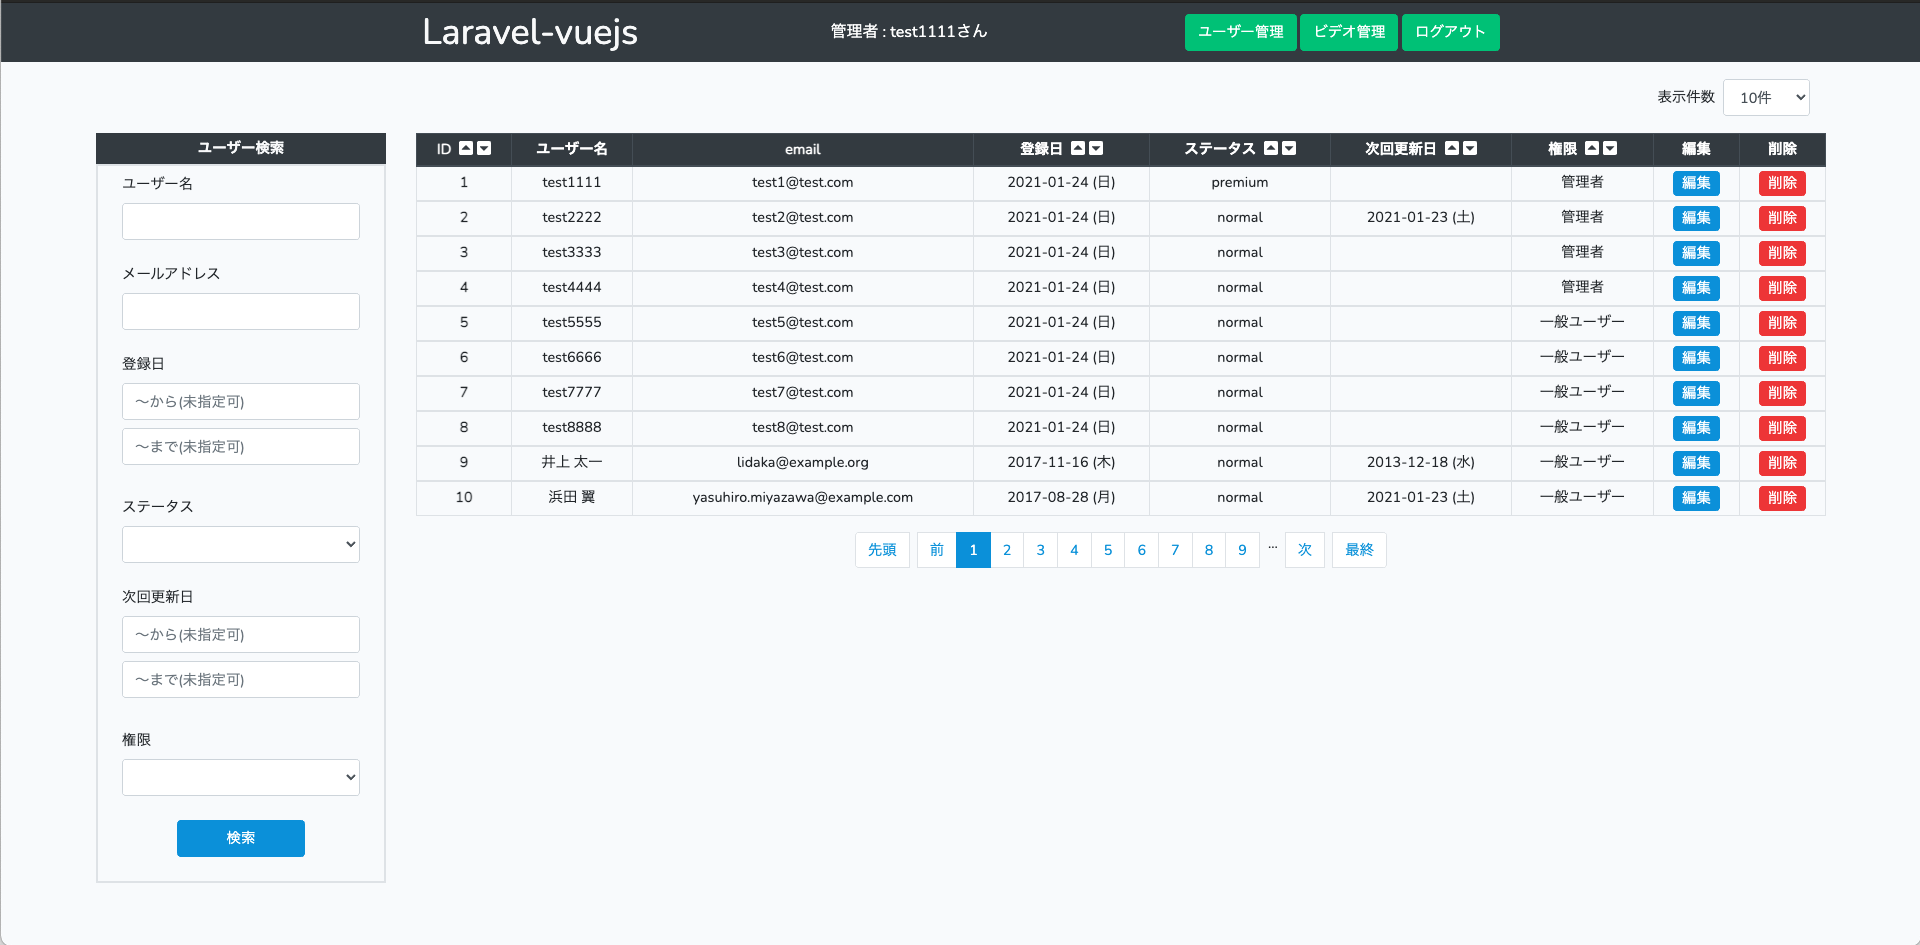 Laravel-vuejs 管理者 : test1111さん ユーザー管理 ビデオ管理 ログアウト
表示件数 10件
ユーザー検索
ユーザー名
メールアドレス
登録日
〜から(未指定可)
〜まで(未指定可)
ステータス
次回更新日
〜から(未指定可)
〜まで(未指定可)
権限
検索
ID ユーザー名 email 登録日 ステータス 次回更新日 権限 編集 削除
1 test1111 test1@test.com 2021-01-24 (日) premium 管理者 編集 削除
2 test2222 test2@test.com 2021-01-24 (日) normal 2021-01-23 (土) 管理者 編集 削除
3 test3333 test3@test.com 2021-01-24 (日) normal 管理者 編集 削除
4 test4444 test4@test.com 2021-01-24 (日) normal 管理者 編集 削除
5 test5555 test5@test.com 2021-01-24 (日) normal 一般ユーザー 編集 削除
6 test6666 test6@test.com 2021-01-24 (日) normal 一般ユーザー 編集 削除
7 test7777 test7@test.com 2021-01-24 (日) normal 一般ユーザー 編集 削除
8 test8888 test8@test.com 2021-01-24 (日) normal 一般ユーザー 編集 削除
9 井上 太一 lidaka@example.org 2017-11-16 (木) normal 2013-12-18 (水) 一般ユーザー 編集 削除
10 浜田 翼 yasuhiro.miyazawa@example.com 2017-08-28 (月) normal 2021-01-23 (土) 一般ユーザー 編集 削除
先頭 前 1 2 3 4 5 6 7 8 9 … 次 最終